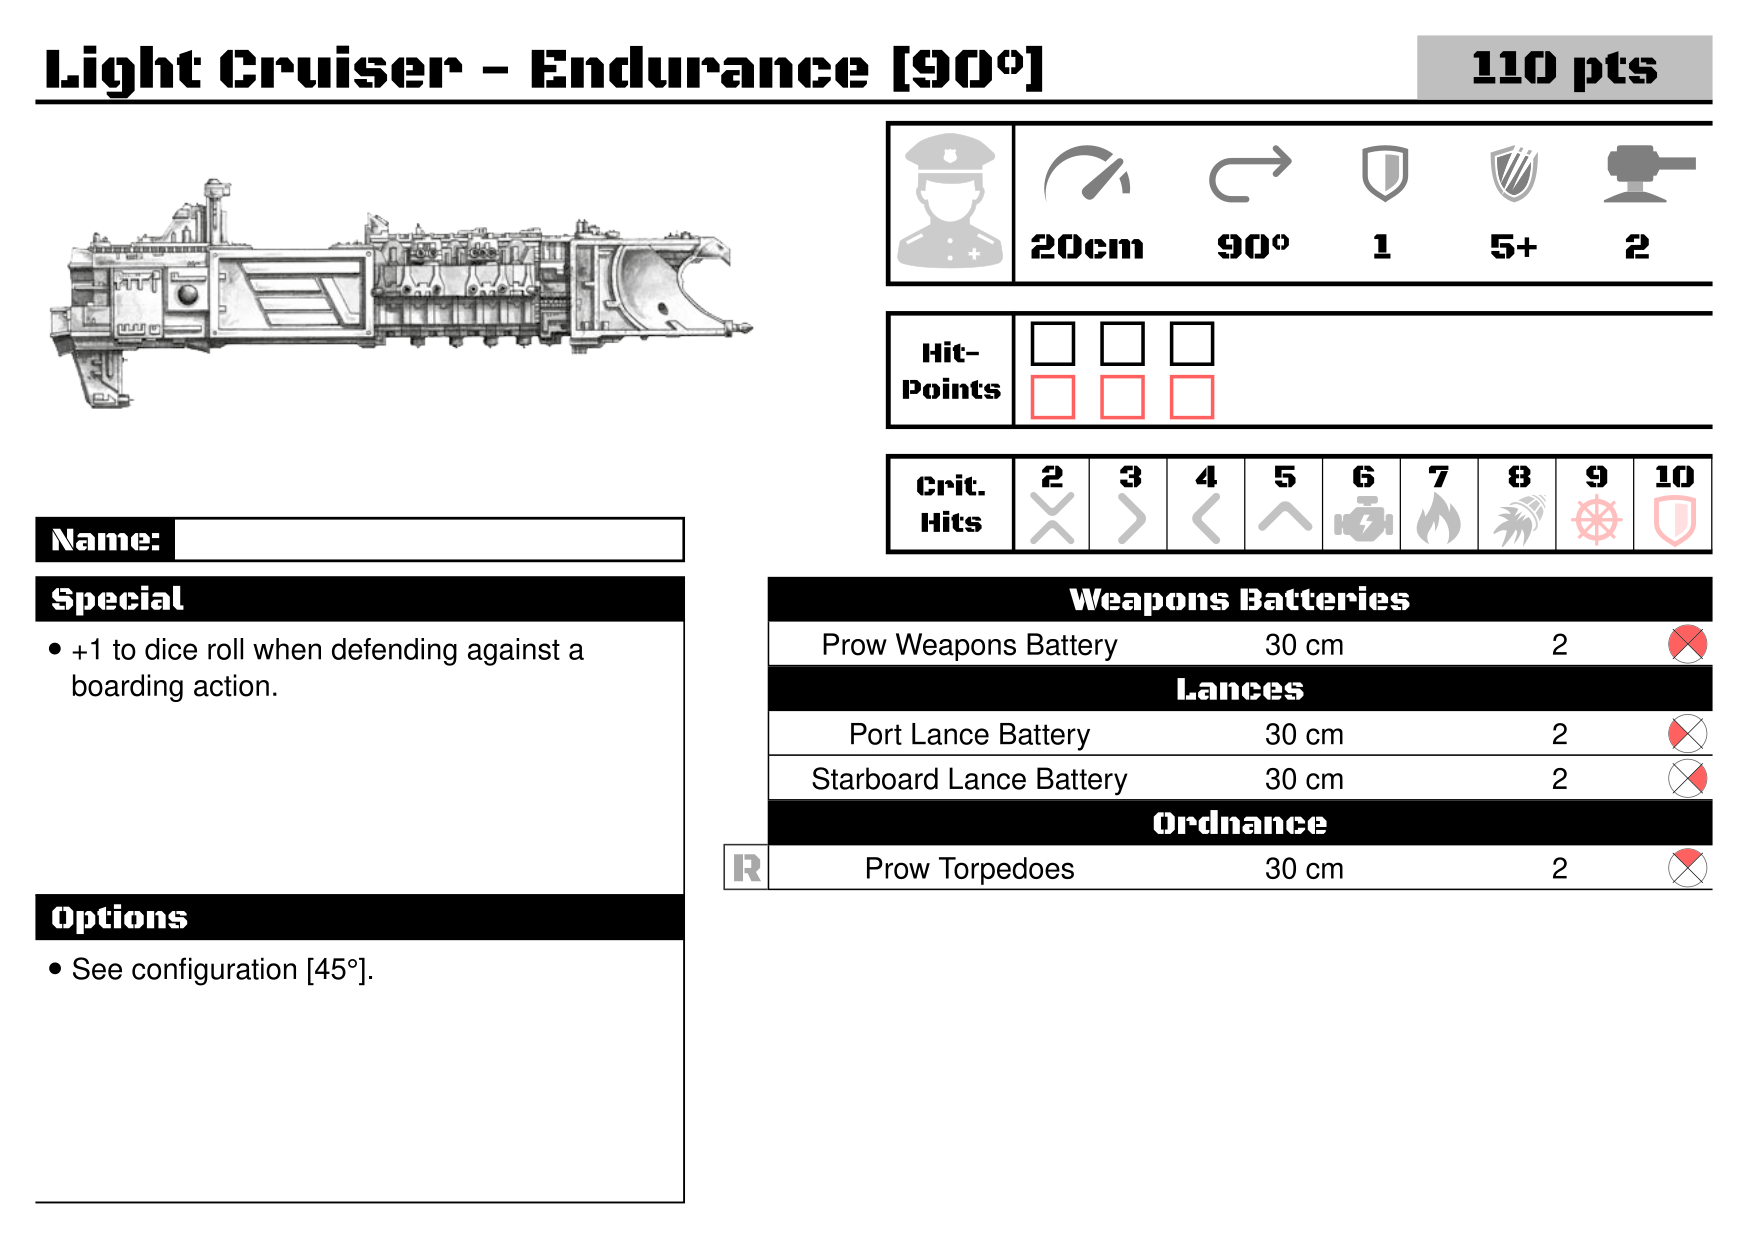 Light Cruiser - Endurance [90º]
110 pts
20cm 90º 1 5+ 2
Hit-
Points
Crit.
Hits
2 3 4 5 6 7 8 9 10
Name:
Special
• +1 to dice roll when defending against a
boarding action.
Options
• See configuration [45°].
Weapons Batteries
Prow Weapons Battery 30 cm 2
Lances
Port Lance Battery 30 cm 2
Starboard Lance Battery 30 cm 2
Ordnance
R Prow Torpedoes 30 cm 2